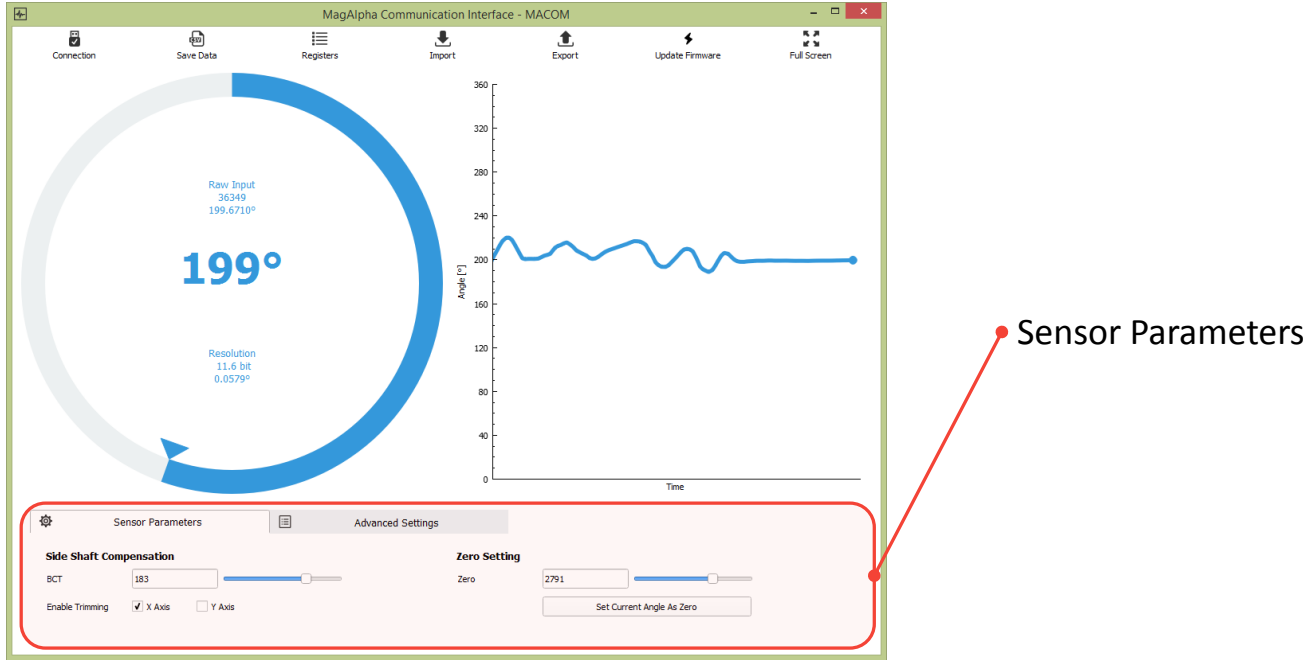 MagAlpha Communication Interface - MACOM
Connection
Save Data
Registers
Import
Export
Update Firmware
Full Screen
Raw Input
36349
199.6710º
199°
Resolution
11.6 bit
0.0579º
360
320
280
240
200
160
120
80
40
0
Angle [°]
Time
Sensor Parameters
Sensor Parameters
Advanced Settings
Side Shaft Compensation
BCT
183
Enable Trimming
X Axis
Y Axis
Zero Setting
Zero
2791
Set Current Angle As Zero